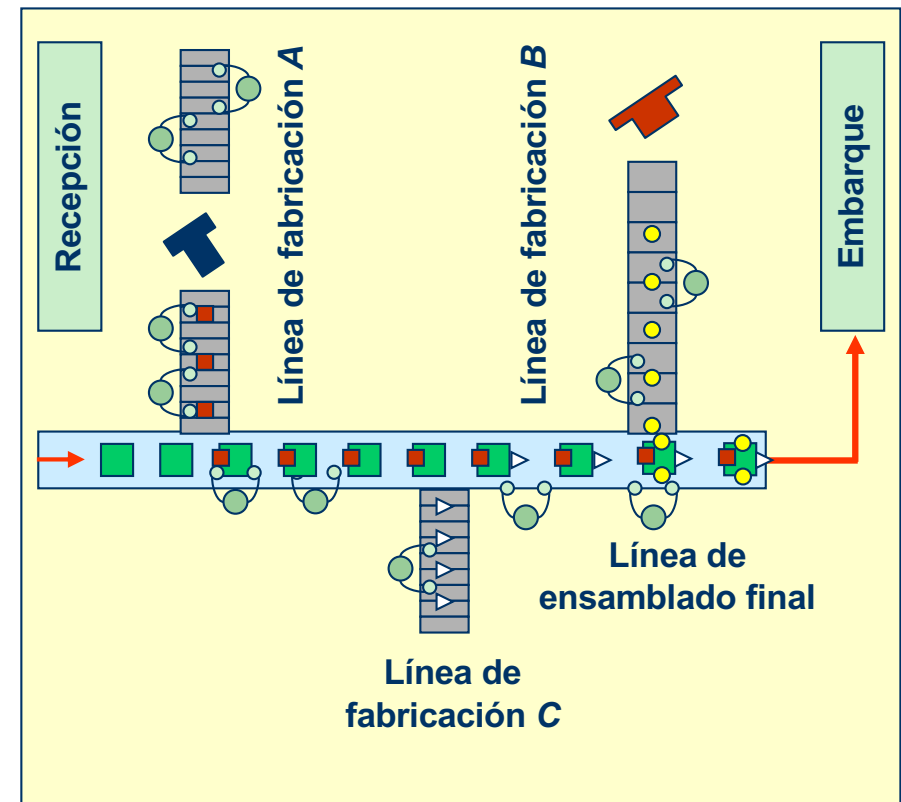 Recepción
Línea de fabricación A
Línea de fabricación B
Embarque
Línea de
ensamblado final
Línea de
fabricación C